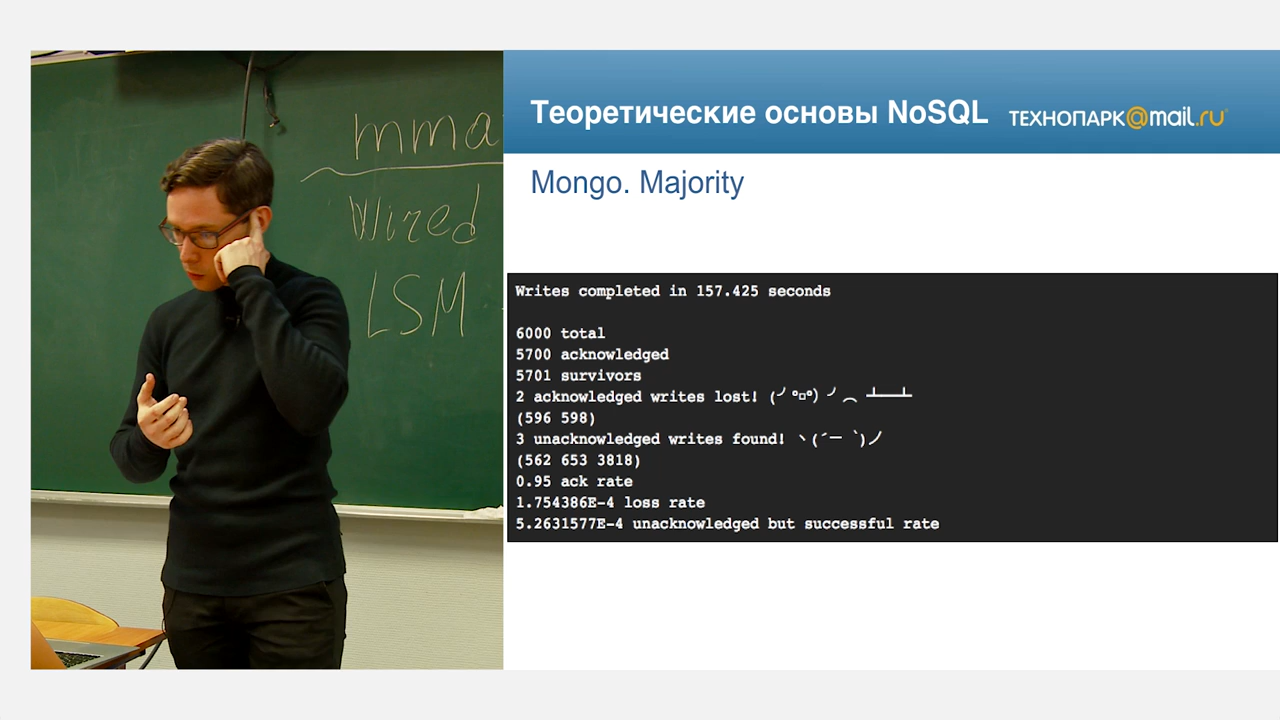 mma
Wired
LSM
Теоретические основы NoSQL
ТЕХНОПАРК@mail.ru
Mongo. Majority
Writes completed in 157.425 seconds
6000 total
5700 acknowledged
5701 survivors
2 acknowledged writes lost! (╯°□°)╯︵ ┻━┻
(596 598)
3 unacknowledged writes found! ヽ(´ー`)ノ
(562 653 3818)
0.95 ack rate
1.754386E-4 loss rate
5.2631577E-4 unacknowledged but successful rate